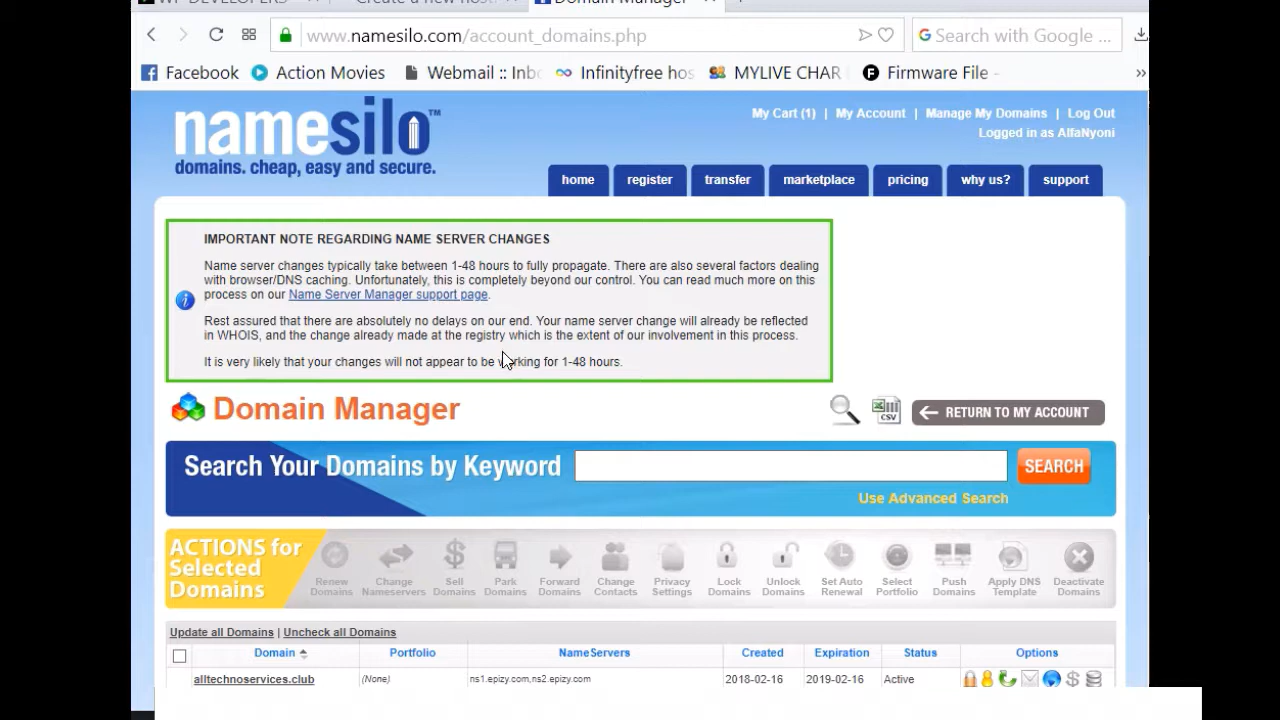 WP DEVELOPERS
Create a new host
Domain Manager
www.namesilo.com/account_domains.php
Search with Google ...
Facebook
Action Movies
Webmail :: Inb
Infinityfree hos
MYLIVE CHAR
Firmware File -
»
namesilo™
domains. cheap, easy and secure.
My Cart (1) | My Account | Manage My Domains | Log Out
Logged in as AlfaNyoni
home register transfer marketplace pricing why us? support
IMPORTANT NOTE REGARDING NAME SERVER CHANGES
Name server changes typically take between 1-48 hours to fully propagate. There are also several factors dealing
with browser/DNS caching. Unfortunately, this is completely beyond our control. You can read much more on this
process on our Name Server Manager support page.
Rest assured that there are absolutely no delays on our end. Your name server change will already be reflected
in WHOIS, and the change already made at the registry which is the extent of our involvement in this process.
It is very likely that your changes will not appear to be working for 1-48 hours.
Domain Manager
CSV
RETURN TO MY ACCOUNT
Search Your Domains by Keyword
SEARCH
Use Advanced Search
ACTIONS for
Selected
Domains
Renew
Domains
Change
Nameservers
Sell
Domains
Park
Domains
Forward
Domains
Change
Contacts
Privacy
Settings
Lock
Domains
Unlock
Domains
Set Auto
Renewal
Select
Portfolio
Push
Domains
Apply DNS
Template
Deactivate
Domains
Update all Domains | Uncheck all Domains
Domain Portfolio NameServers Created Expiration Status Options
alltechnoservices.club (None) ns1.epizy.com,ns2.epizy.com 2018-02-16 2019-02-16 Active